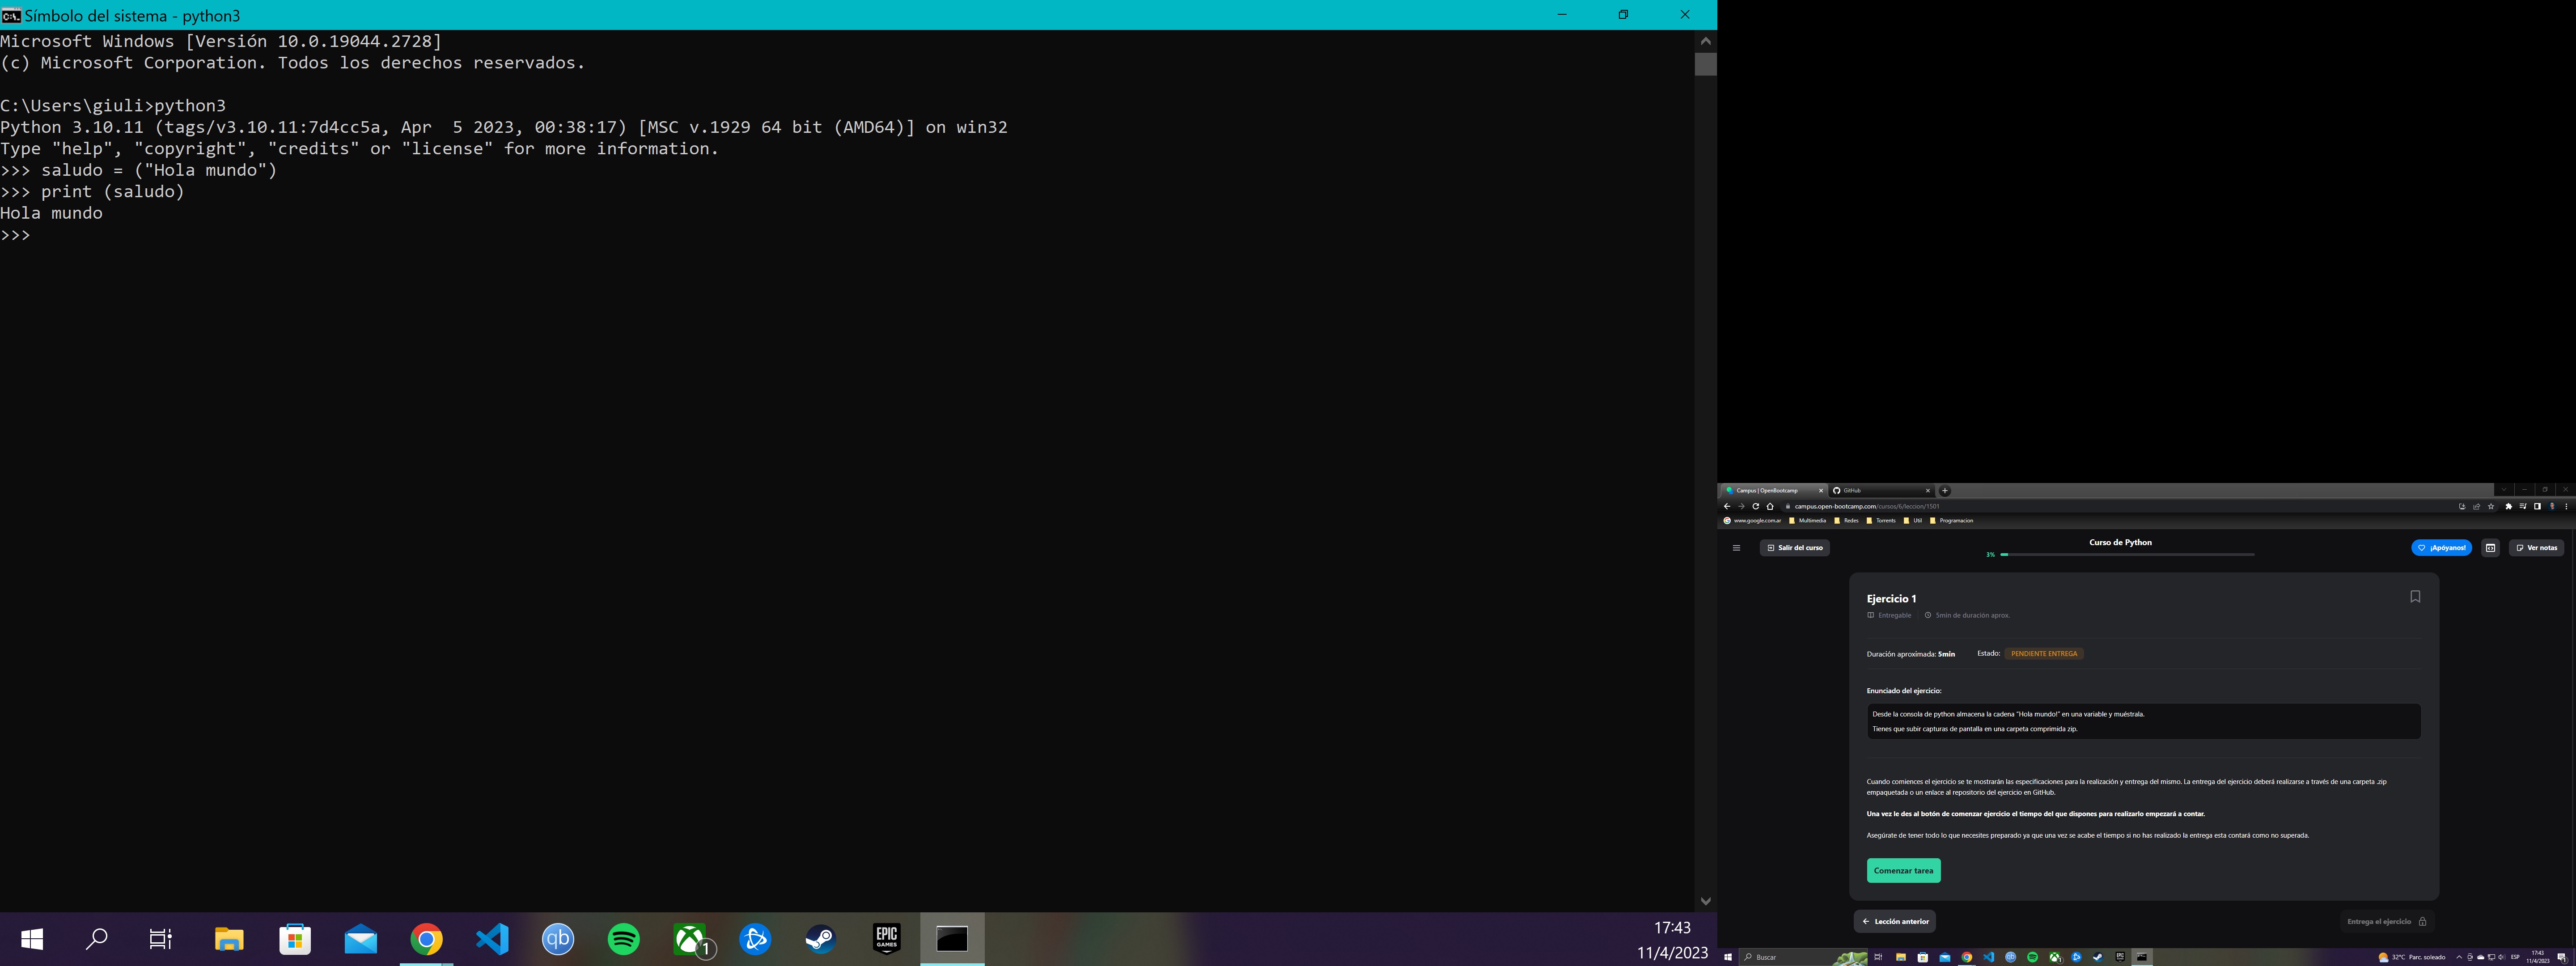 Símbolo del sistema - python3
Microsoft Windows [Versión 10.0.19044.2728]
(c) Microsoft Corporation. Todos los derechos reservados.
C:\Users\giuli>python3
Python 3.10.11 (tags/v3.10.11:7d4cc5a, Apr  5 2023, 00:38:17) [MSC v.1929 64 bit (AMD64)] on win32
Type "help", "copyright", "credits" or "license" for more information.
>>> saludo = ("Hola mundo")
>>> print (saludo)
Hola mundo
>>>
qb
1
EPIC GAMES
17:43
11/4/2023
Campus | OpenBootcamp
GitHub
campus.open-bootcamp.com/cursos/6/leccion/1501
www.google.com.ar Multimedia Redes Torrents Util Programacion
Salir del curso
Curso de Python
3%
¡Apóyanos!
Ver notas
Ejercicio 1
Entregable 5min de duración aprox.
Duración aproximada: 5min Estado: PENDIENTE ENTREGA
Enunciado del ejercicio:
Desde la consola de python almacena la cadena "Hola mundo!" en una variable y muéstrala.
Tienes que subir capturas de pantalla en una carpeta comprimida zip.
Cuando comiences el ejercicio se te mostrarán las especificaciones para la realización y entrega del mismo. La entrega del ejercicio deberá realizarse a través de una carpeta .zip
empaquetada o un enlace al repositorio del ejercicio en GitHub.
Una vez le des al botón de comenzar ejercicio el tiempo del que dispones para realizarlo empezará a contar.
Asegúrate de tener todo lo que necesites preparado ya que una vez se acabe el tiempo si no has realizado la entrega esta contará como no superada.
Comenzar tarea
Lección anterior
Entrega el ejercicio
Buscar
32°C Parc. soleado
ESP
17:43
11/4/2023